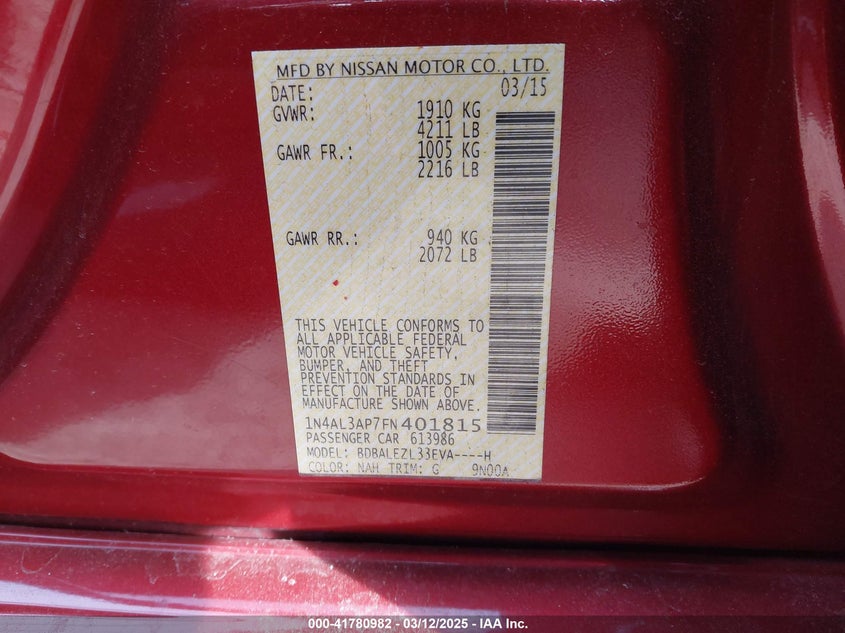 MFD BY NISSAN MOTOR CO., LTD.
DATE: 03/15
GVWR: 1910 KG
4211 LB
GAWR FR.: 1005 KG
2216 LB
GAWR RR.: 940 KG
2072 LB
THIS VEHICLE CONFORMS TO
ALL APPLICABLE FEDERAL
MOTOR VEHICLE SAFETY,
BUMPER, AND THEFT
PREVENTION STANDARDS IN
EFFECT ON THE DATE OF
MANUFACTURE SHOWN ABOVE.
1N4AL3AP7FN401815
PASSENGER CAR 613986
MODEL: BDBALEZL33EVA----H
COLOR: NAH TRIM: G 9N00A
000-41780982 - 03/12/2025 - IAA Inc.